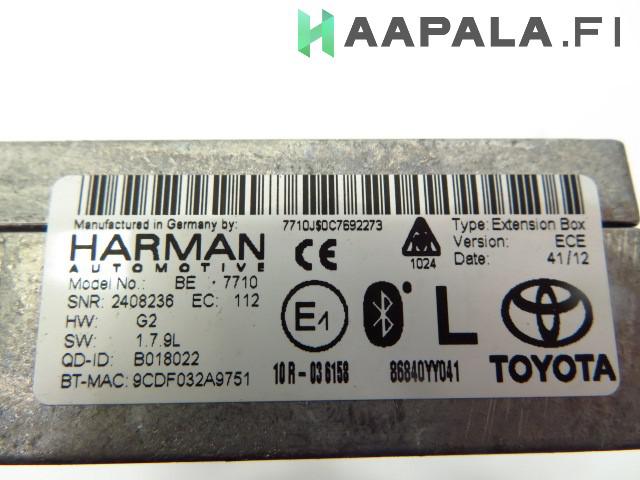 HAAPALA.FI
Manufactured in Germany by: 7710J$0C7692273 Type: Extension Box
HARMAN CE 1024 Version: ECE
AUTOMOTIVE Date: 41/12
Model No.: BE · 7710
SNR: 2408236 EC: 112
HW: G2 E1 L
SW: 1.7.9L
QD-ID: B018022 TOYOTA
BT-MAC: 9CDF032A9751 10 R - 03 6158 86840YY041